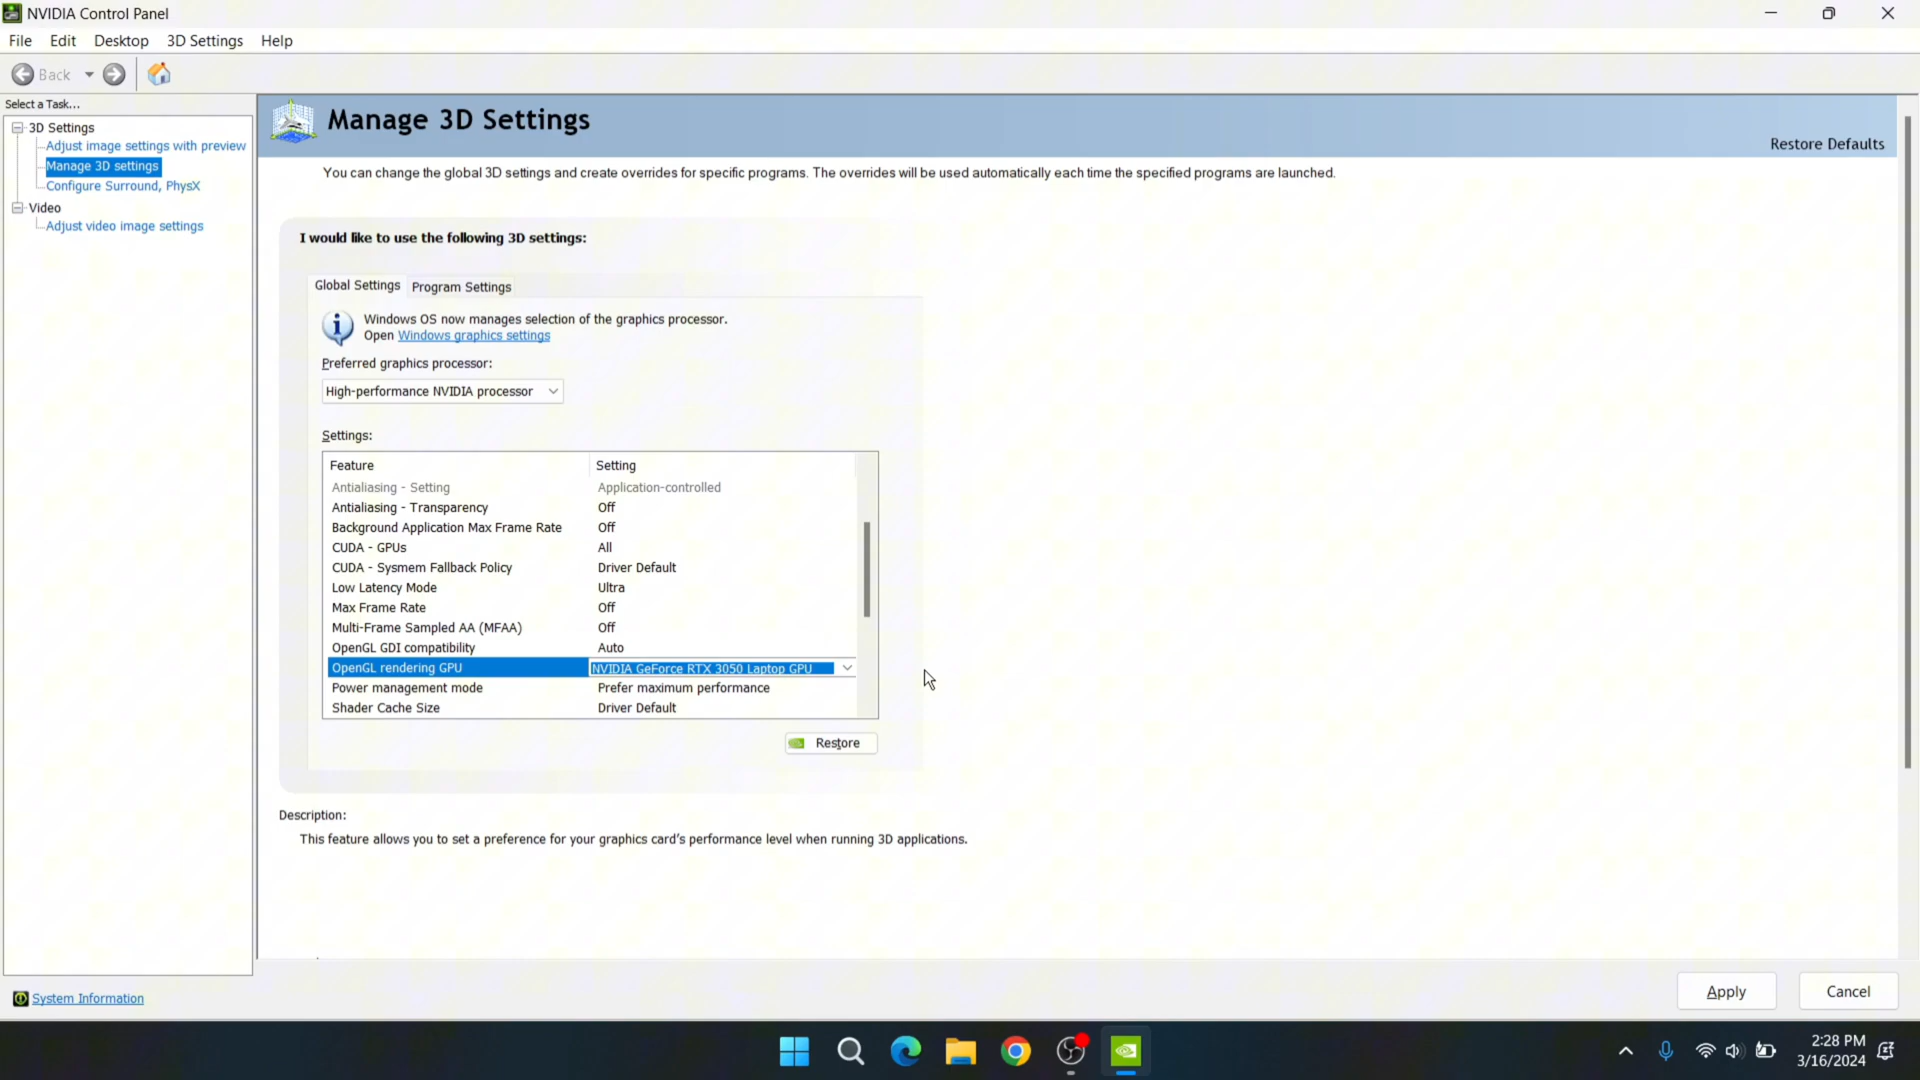 NVIDIA Control Panel
File Edit Desktop 3D Settings Help
Back
Select a Task...
3D Settings
Adjust image settings with preview
Manage 3D settings
Configure Surround, PhysX
Video
Adjust video image settings
System Information
Manage 3D Settings
Restore Defaults
You can change the global 3D settings and create overrides for specific programs. The overrides will be used automatically each time the specified programs are launched.
I would like to use the following 3D settings:
Global Settings Program Settings
Windows OS now manages selection of the graphics processor.
Open Windows graphics settings
Preferred graphics processor:
High-performance NVIDIA processor
Settings:
Feature Setting
Antialiasing - Setting Application-controlled
Antialiasing - Transparency Off
Background Application Max Frame Rate Off
CUDA - GPUs All
CUDA - Sysmem Fallback Policy Driver Default
Low Latency Mode Ultra
Max Frame Rate Off
Multi-Frame Sampled AA (MFAA) Off
OpenGL GDI compatibility Auto
OpenGL rendering GPU NVIDIA GeForce RTX 3050 Laptop GPU
Power management mode Prefer maximum performance
Shader Cache Size Driver Default
Restore
Description:
This feature allows you to set a preference for your graphics card's performance level when running 3D applications.
Apply Cancel
2:28 PM
3/16/2024